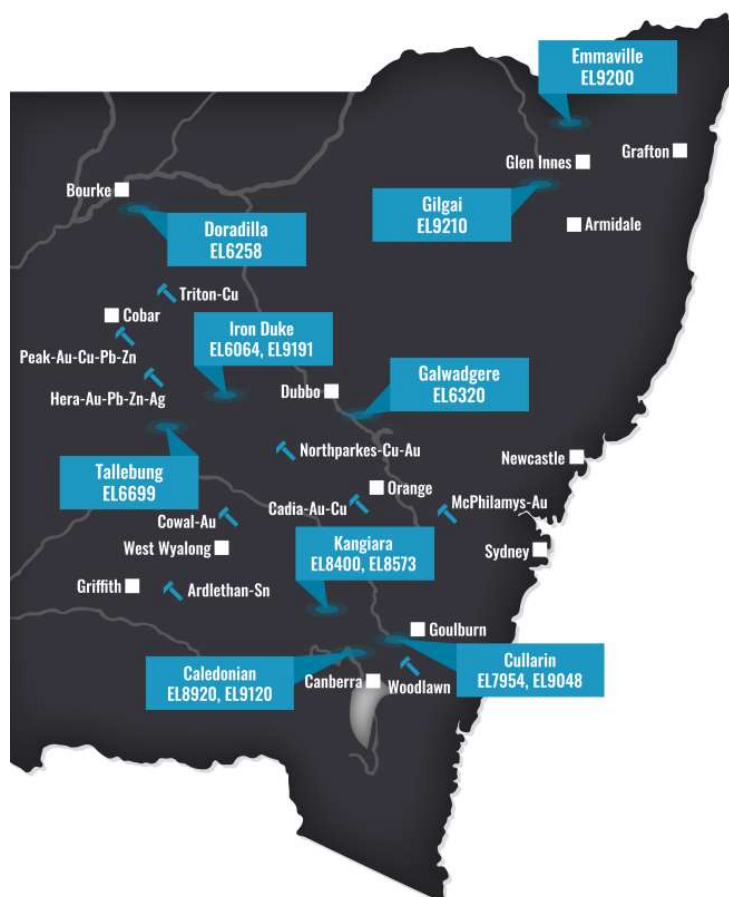 Emmaville
EL9200
Glen Innes
Grafton
Bourke
Gilgai
EL9210
Armidale
Doradilla
EL6258
Triton-Cu
Cobar
Iron Duke
EL6064, EL9191
Peak-Au-Cu-Pb-Zn
Hera-Au-Pb-Zn-Ag
Dubbo
Galwadgere
EL6320
Northparkes-Cu-Au
Newcastle
Tallebung
EL6699
Orange
Cadia-Au-Cu
McPhilamys-Au
Cowal-Au
West Wyalong
Kangiara
EL8400, EL8573
Sydney
Griffith
Ardlethan-Sn
Goulburn
Caledonian
EL8920, EL9120
Canberra
Woodlawn
Cullarin
EL7954, EL9048